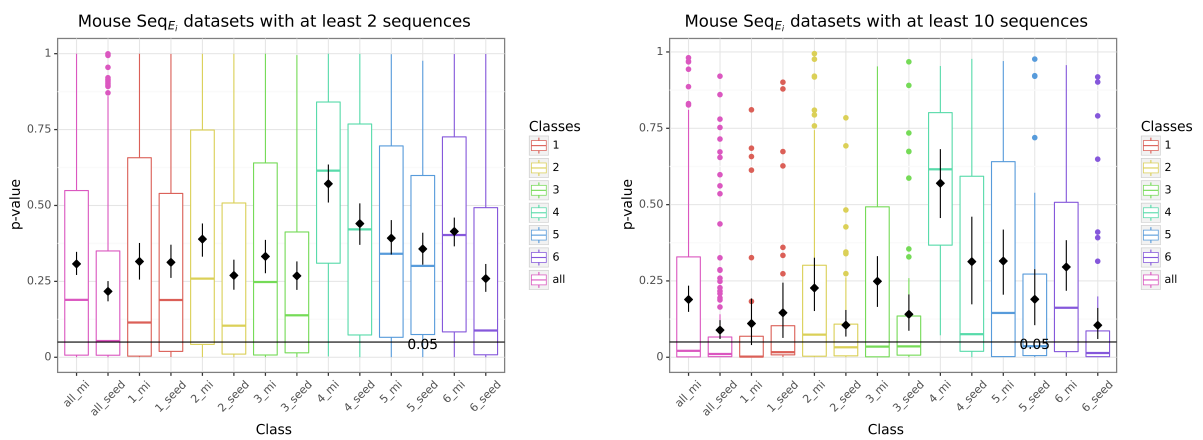 Mouse Seq_{E_i} datasets with at least 2 sequences
p-value
1
0.75
0.50
0.25
0
0.05
all_mi
all_seed
1_mi
1_seed
2_mi
2_seed
3_mi
3_seed
4_mi
4_seed
5_mi
5_seed
6_mi
6_seed
Class
Classes
1
2
3
4
5
6
all
Mouse Seq_{E_i} datasets with at least 10 sequences
p-value
1
0.75
0.50
0.25
0
0.05
all_mi
all_seed
1_mi
1_seed
2_mi
2_seed
3_mi
3_seed
4_mi
4_seed
5_mi
5_seed
6_mi
6_seed
Class
Classes
1
2
3
4
5
6
all